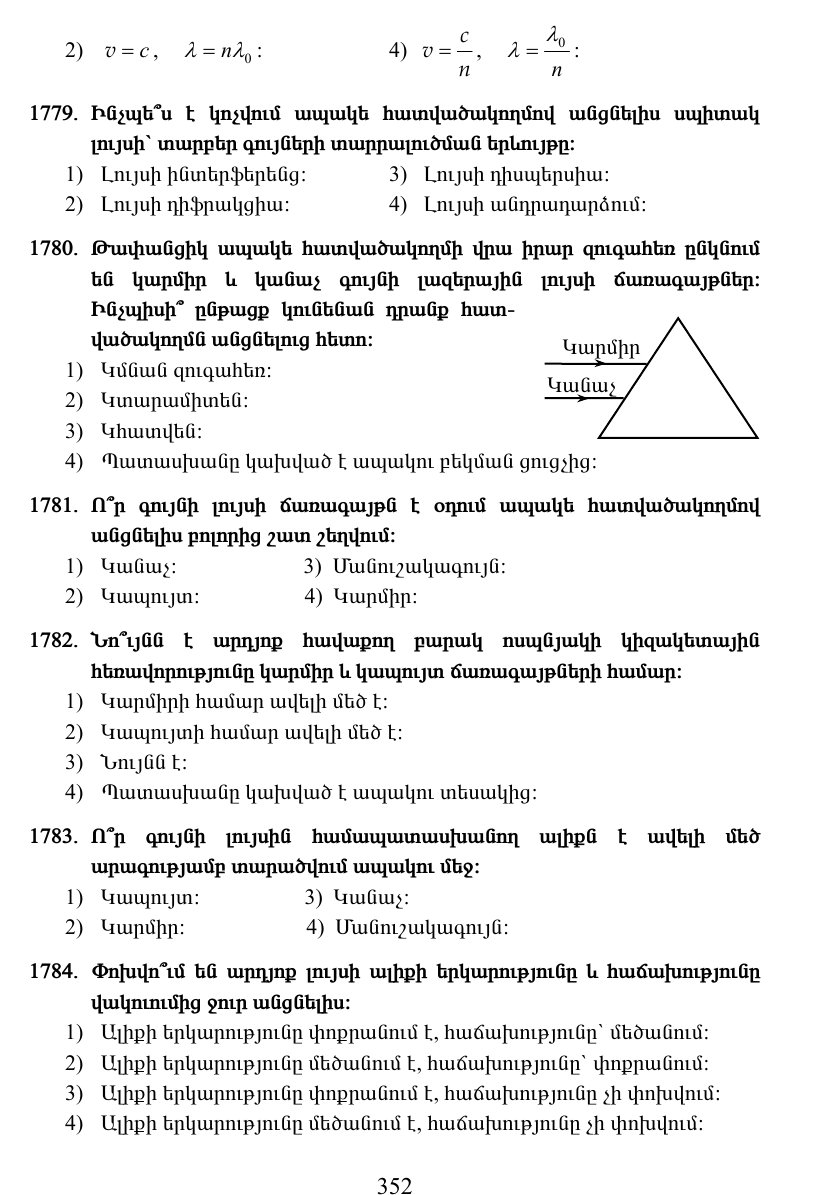 2) v = c, λ = nλ₀ : 4) v = c/n, λ = λ₀/n :
1779. Ինչպե՞ս է կոչվում ապակե հատվածակողմով անցնելիս սպիտակ
լույսի՝ տարբեր գույների տարրալուծման երևույթը:
1) Լույսի ինտերֆերենց: 3) Լույսի դիսպերսիա:
2) Լույսի դիֆրակցիա: 4) Լույսի անդրադարձում:
1780. Թափանցիկ ապակե հատվածակողմի վրա իրար զուգահեռ ընկնում
են կարմիր և կանաչ գույնի լազերային լույսի ճառագայթներ:
Ինչպիսի՞ ընթացք կունենան դրանք հատ-
վածակողմն անցնելուց հետո:
Կարմիր
1) Կմնան զուգահեռ:
Կանաչ
2) Կտարամիտեն:
3) Կհատվեն:
4) Պատասխանը կախված է ապակու բեկման ցուցչից:
1781. Ո՞ր գույնի լույսի ճառագայթն է օդում ապակե հատվածակողմով
անցնելիս բոլորից շատ շեղվում:
1) Կանաչ: 3) Մանուշակագույն:
2) Կապույտ: 4) Կարմիր:
1782. Նո՞ւյնն է արդյոք հավաքող բարակ ոսպնյակի կիզակետային
հեռավորությունը կարմիր և կապույտ ճառագայթների համար:
1) Կարմիրի համար ավելի մեծ է:
2) Կապույտի համար ավելի մեծ է:
3) Նույնն է:
4) Պատասխանը կախված է ապակու տեսակից:
1783. Ո՞ր գույնի լույսին համապատասխանող ալիքն է ավելի մեծ
արագությամբ տարածվում ապակու մեջ:
1) Կապույտ: 3) Կանաչ:
2) Կարմիր: 4) Մանուշակագույն:
1784. Փոխվո՞ւմ են արդյոք լույսի ալիքի երկարությունը և հաճախությունը
վակուումից ջուր անցնելիս:
1) Ալիքի երկարությունը փոքրանում է, հաճախությունը՝ մեծանում:
2) Ալիքի երկարությունը մեծանում է, հաճախությունը՝ փոքրանում:
3) Ալիքի երկարությունը փոքրանում է, հաճախությունը չի փոխվում:
4) Ալիքի երկարությունը մեծանում է, հաճախությունը չի փոխվում:
352